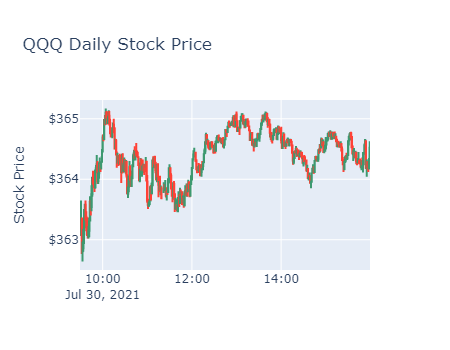 QQQ Daily Stock Price
Stock Price
$365
$364
$363
10:00 12:00 14:00
Jul 30, 2021